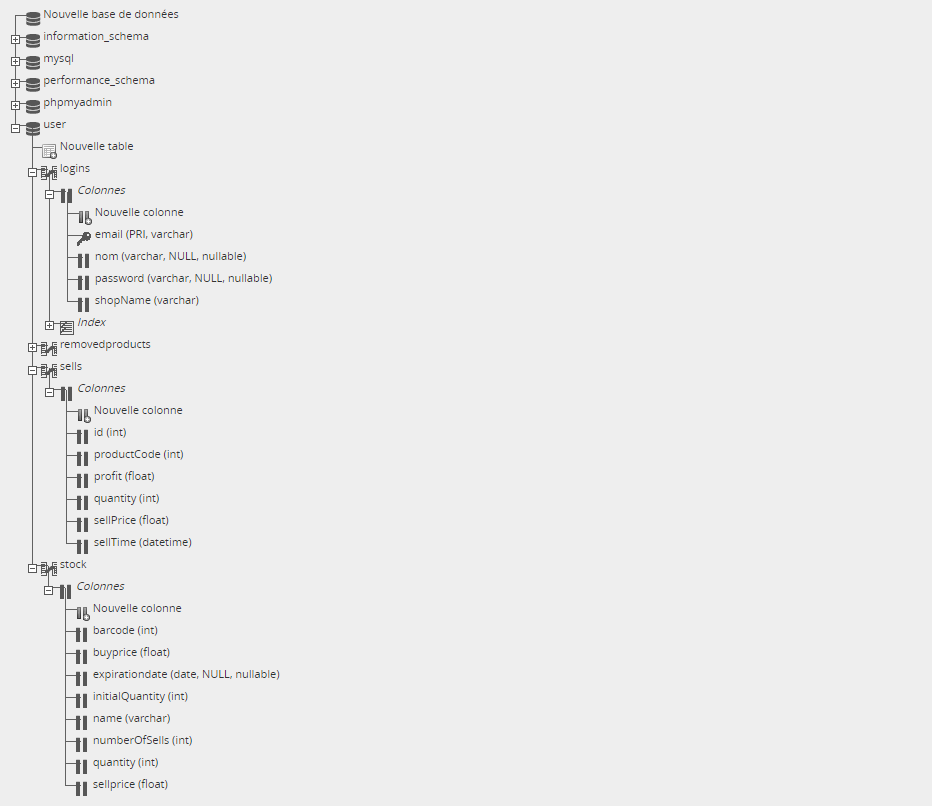 Nouvelle base de données
information_schema
mysql
performance_schema
phpmyadmin
user
Nouvelle table
logins
Colonnes
Nouvelle colonne
email (PRI, varchar)
nom (varchar, NULL, nullable)
password (varchar, NULL, nullable)
shopName (varchar)
Index
removedproducts
sells
Colonnes
Nouvelle colonne
id (int)
productCode (int)
profit (float)
quantity (int)
sellPrice (float)
sellTime (datetime)
stock
Colonnes
Nouvelle colonne
barcode (int)
buyprice (float)
expirationdate (date, NULL, nullable)
initialQuantity (int)
name (varchar)
numberOfSells (int)
quantity (int)
sellprice (float)